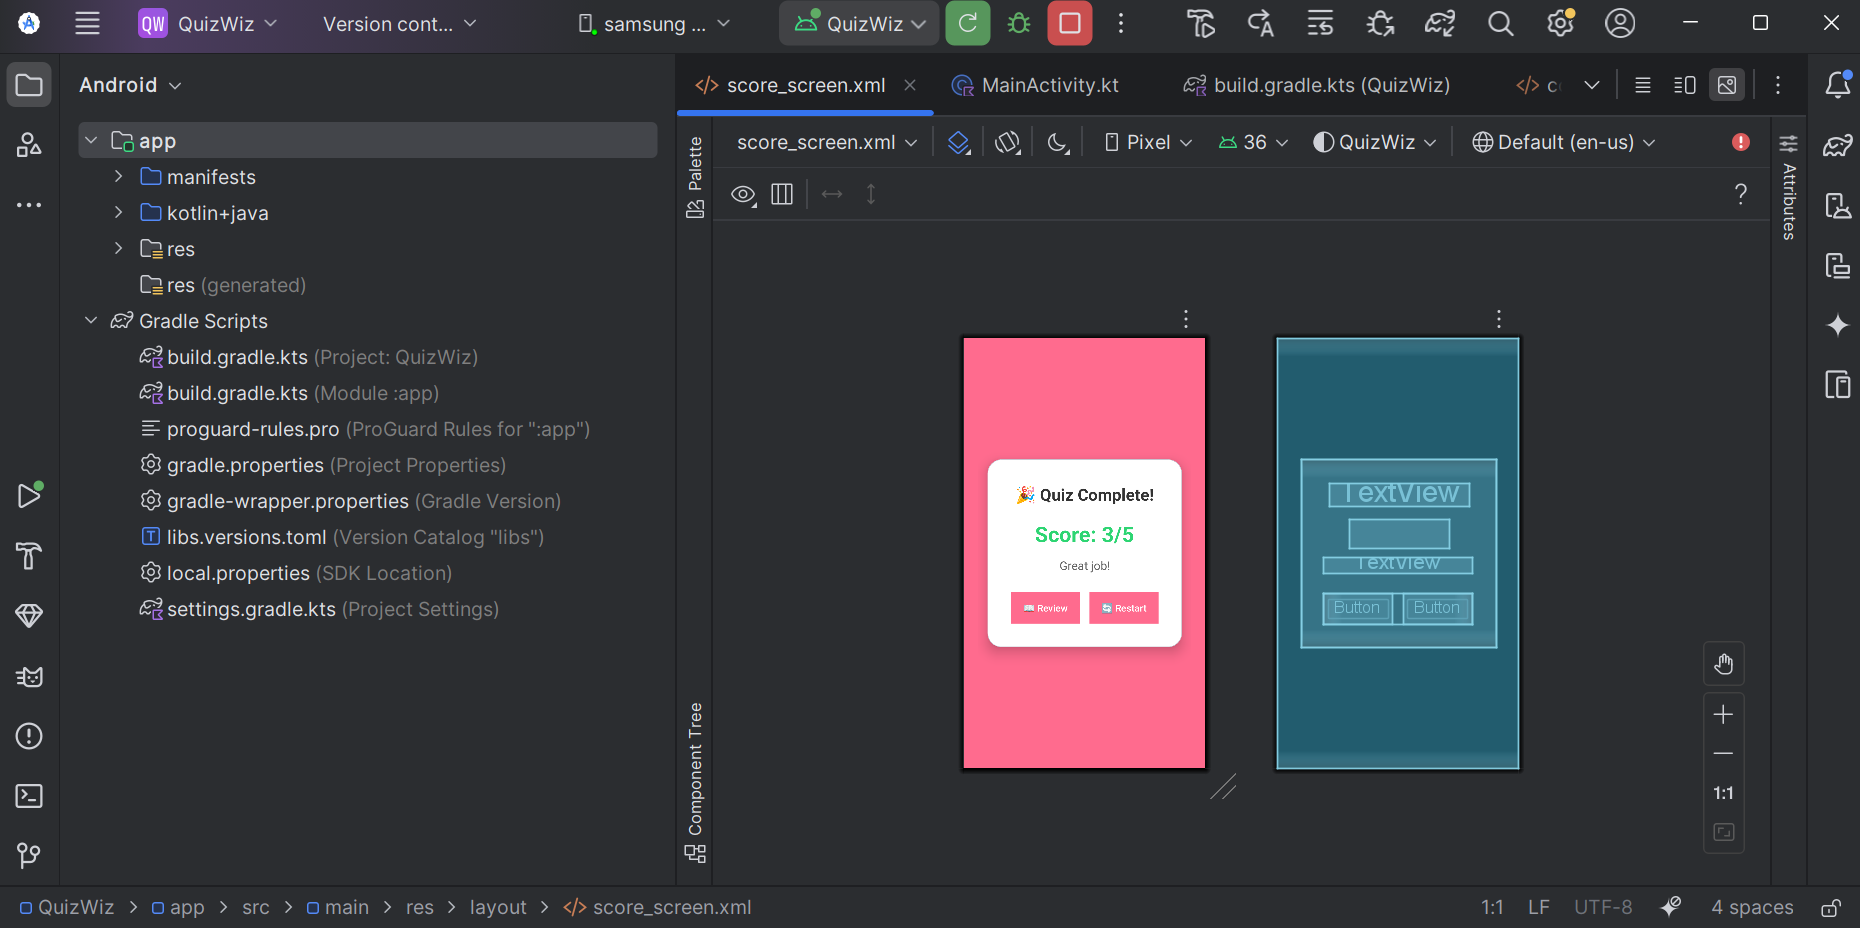 QW QuizWiz Version cont... samsung ... QuizWiz
Android
score_screen.xml MainActivity.kt build.gradle.kts (QuizWiz)
app
manifests
kotlin+java
res
res (generated)
Gradle Scripts
build.gradle.kts (Project: QuizWiz)
build.gradle.kts (Module :app)
proguard-rules.pro (ProGuard Rules for ":app")
gradle.properties (Project Properties)
gradle-wrapper.properties (Gradle Version)
libs.versions.toml (Version Catalog "libs")
local.properties (SDK Location)
settings.gradle.kts (Project Settings)
Palette
Component Tree
score_screen.xml Pixel 36 QuizWiz Default (en-us)
?
🎉 Quiz Complete!
Score: 3/5
Great job!
📖 Review 🔄 Restart
TextView
TextView
Button Button
1:1
Attributes
QuizWiz > app > src > main > res > layout > score_screen.xml
1:1 LF UTF-8 4 spaces